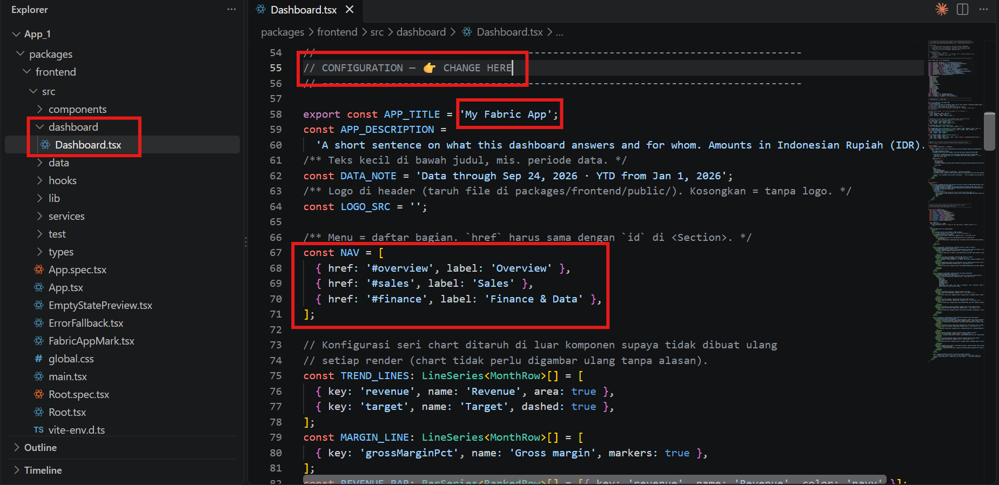 Explorer
App_1
packages
frontend
src
components
dashboard
Dashboard.tsx
data
hooks
lib
services
test
types
App.spec.tsx
App.tsx
EmptyStatePreview.tsx
ErrorFallback.tsx
FabricAppMark.tsx
# global.css
main.tsx
Root.spec.tsx
Root.tsx
TS vite-env.d.ts
Outline
Timeline
Dashboard.tsx
packages > frontend > src > dashboard > Dashboard.tsx > ...
54 // ---------------------------------------------------------------------------
55 // CONFIGURATION — 👉 CHANGE HERE
56 // ---------------------------------------------------------------------------
57
58 export const APP_TITLE = 'My Fabric App';
59 const APP_DESCRIPTION =
60 'A short sentence on what this dashboard answers and for whom. Amounts in Indonesian Rupiah (IDR).
61 /** Teks kecil di bawah judul, mis. periode data. */
62 const DATA_NOTE = 'Data through Sep 24, 2026 · YTD from Jan 1, 2026';
63 /** Logo di header (taruh file di packages/frontend/public/). Kosongkan = tanpa logo. */
64 const LOGO_SRC = '';
65
66 /** Menu = daftar bagian. `href` harus sama dengan `id` di <Section>. */
67 const NAV = [
68 { href: '#overview', label: 'Overview' },
69 { href: '#sales', label: 'Sales' },
70 { href: '#finance', label: 'Finance & Data' },
71 ];
72
73 // Konfigurasi seri chart ditaruh di luar komponen supaya tidak dibuat ulang
74 // setiap render (chart tidak perlu digambar ulang tanpa alasan).
75 const TREND_LINES: LineSeries<MonthRow>[] = [
76 { key: 'revenue', name: 'Revenue', area: true },
77 { key: 'target', name: 'Target', dashed: true },
78 ];
79 const MARGIN_LINE: LineSeries<MonthRow>[] = [
80 { key: 'grossMarginPct', name: 'Gross margin', markers: true },
81 ];
82 const REVENUE_BAR: BarSeries<RankedRow>[] = [{ key: 'revenue', name: 'Revenue', color: 'navy' }];